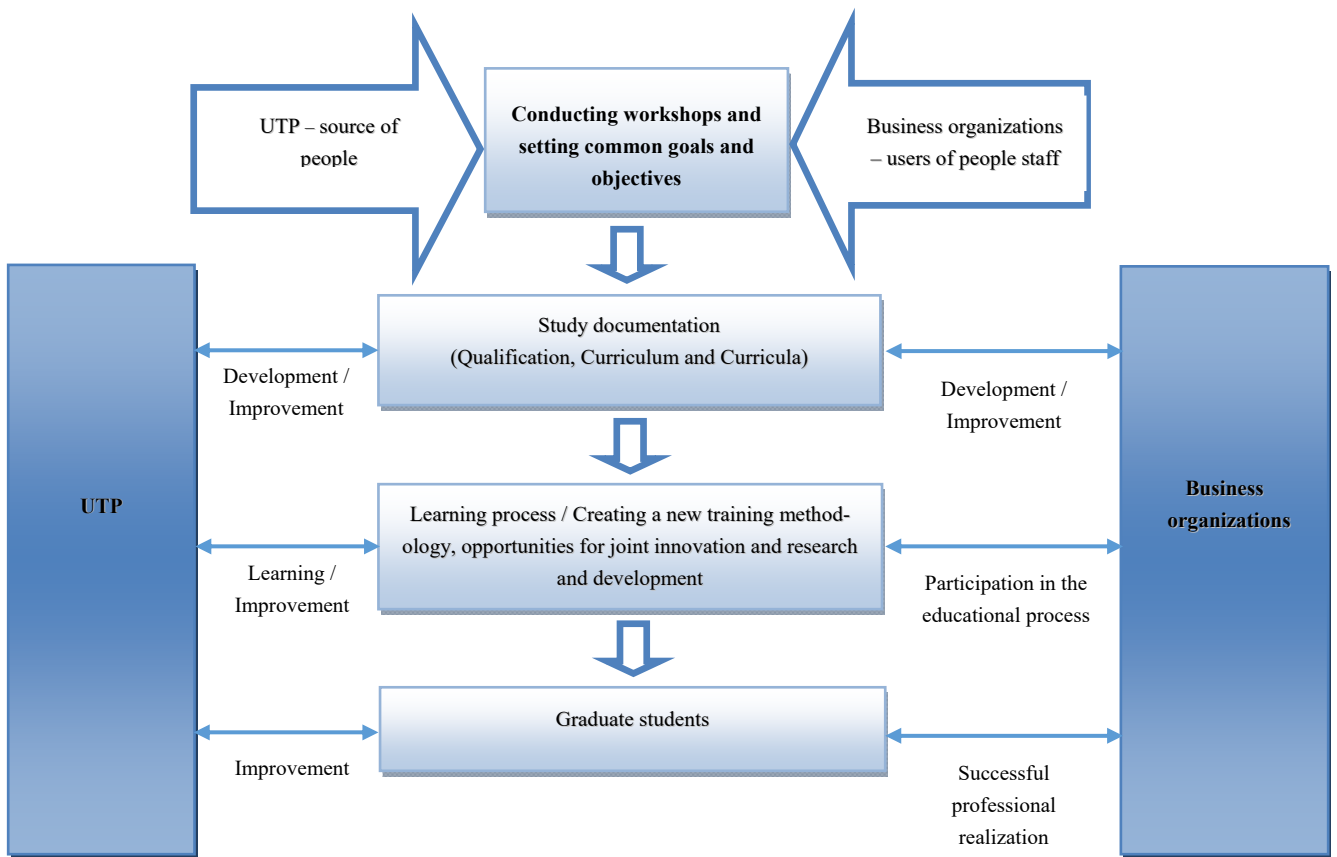 UTP – source of
people
Conducting workshops and
setting common goals and
objectives
Business organizations
– users of people staff
Study documentation
(Qualification, Curriculum and Curricula)
Development /
Improvement
Development /
Improvement
UTP
Business
organizations
Learning process / Creating a new training method-
ology, opportunities for joint innovation and research
and development
Learning /
Improvement
Participation in the
educational process
Graduate students
Improvement
Successful
professional
realization